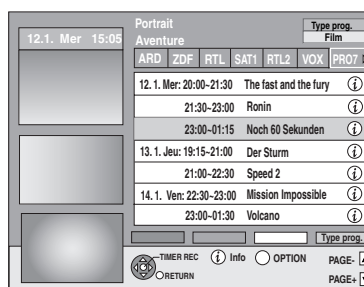 Portrait
Type prog.
12.1. Mer 15:05
Aventure
Film
ARD ZDF RTL SAT1 RTL2 VOX PRO7
12. 1. Mer: 20:00~21:30 The fast and the fury
21:30~23:00 Ronin
23:00~01:15 Noch 60 Sekunden
13. 1. Jeu: 19:15~21:00 Der Sturm
21:00~22:30 Speed 2
14. 1. Ven: 22:30~23:00 Mission Impossible
23:00~01:30 Volcano
Type prog.
TIMER REC i Info OPTION PAGE-
RETURN PAGE+